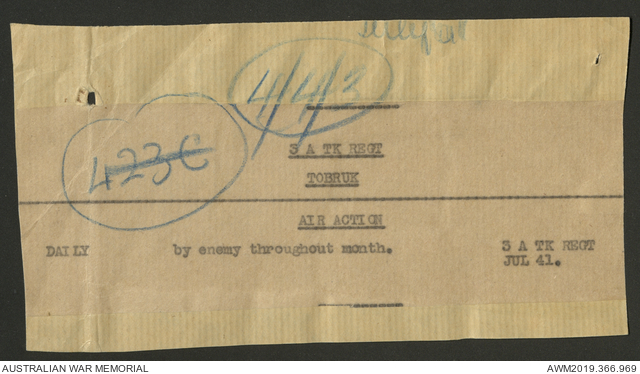 4/4/3
423C
3 A TK REGT
TOBRUK
AIR ACTION
DAILY by enemy throughout month. 3 A TK REGT
JUL 41.
AUSTRALIAN WAR MEMORIAL AWM2019.366.969